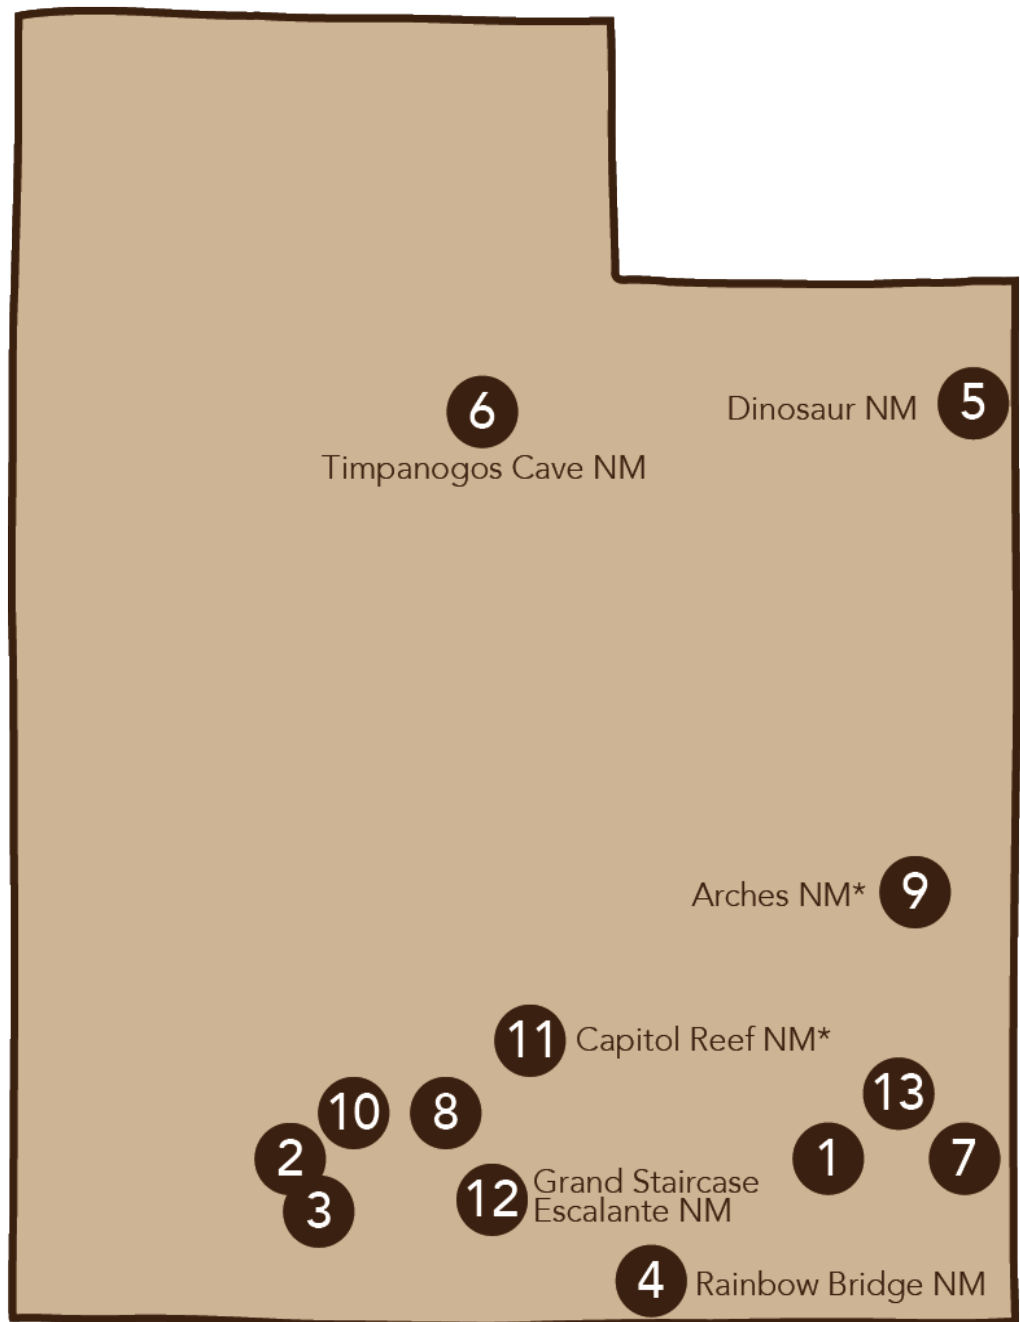 6
Timpanogos Cave NM
Dinosaur NM 5
Arches NM* 9
11 Capitol Reef NM*
13
10
8
2
1
7
3
12 Grand Staircase
Escalante NM
4 Rainbow Bridge NM